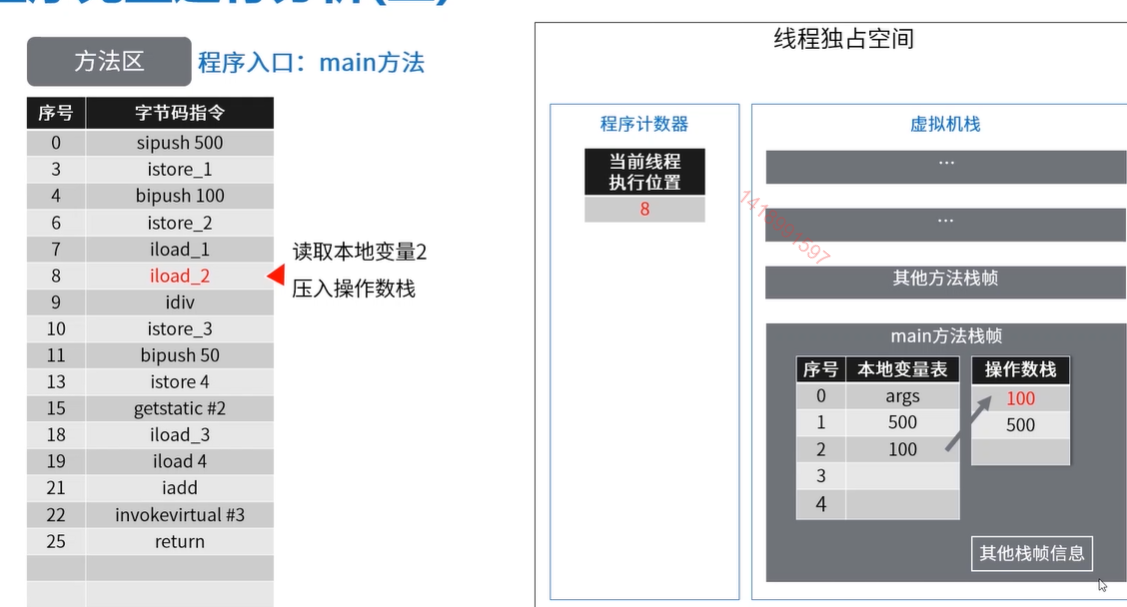 方法区
程序入口：main方法
序号 字节码指令
0 sipush 500
3 istore_1
4 bipush 100
6 istore_2
7 iload_1
8 iload_2
9 idiv
10 istore_3
11 bipush 50
13 istore 4
15 getstatic #2
18 iload_3
19 iload 4
21 iadd
22 invokevirtual #3
25 return
读取本地变量2
压入操作数栈
线程独占空间
程序计数器
当前线程
执行位置
8
虚拟机栈
...
...
其他方法栈帧
main方法栈帧
序号 本地变量表
0 args
1 500
2 100
3
4
操作数栈
100
500
其他栈帧信息